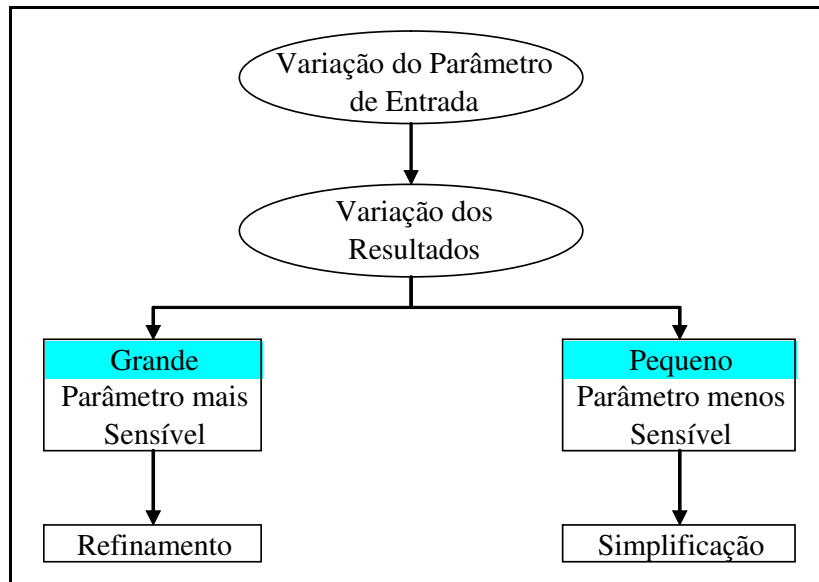 Variação do Parâmetro
de Entrada
Variação dos
Resultados
Grande
Parâmetro mais
Sensível
Refinamento
Pequeno
Parâmetro menos
Sensível
Simplificação